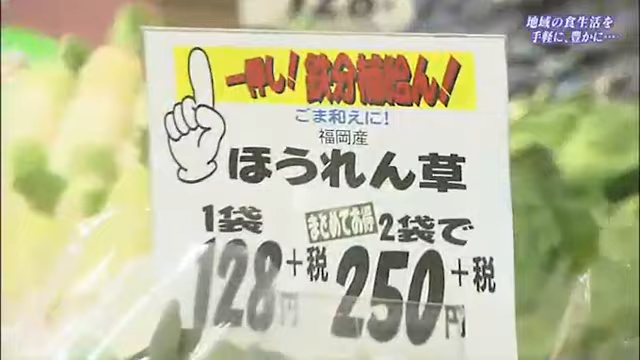 地域の食生活を
手軽に、豊かに…
一押し！鉄分補給ん！
ごま和えに！
福岡産
ほうれん草
1袋 まとめてお得 2袋で
128円+税 250円+税